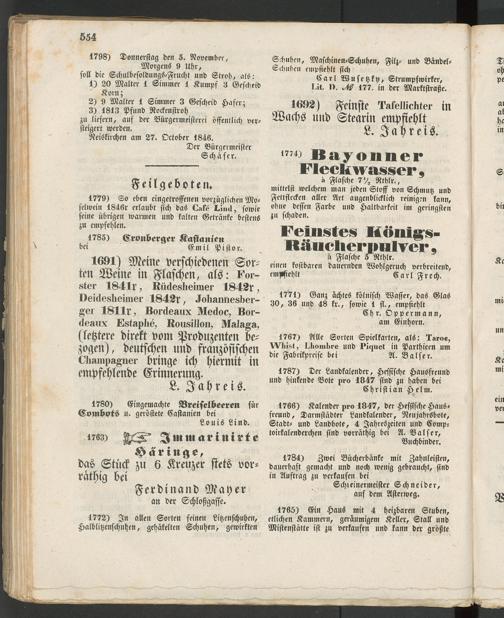 554
1798) Donnerstag den 5. November,
Morgens 9 Uhr,
soll die Schulbesoldungs-Frucht und Stroh, als:
1) 20 Malter 1 Simmer 1 Kumpf 3 Gescheid
Korn;
2) 9 Malter 1 Simmer 3 Gescheid Hafer;
3) 1813 Pfund Rockenstroh
zu liefern, auf der Bürgermeisterei öffentlich ver-
steigert werden.
Reiskirchen am 27. October 1846.
Der Bürgermeister
Schäfer.
Feilgeboten.
1779) So eben eingetroffenen vorzüglichen Mo-
selwein 1846r erlaubt sich das Café Lind, sowie
seine übrigen warmen und kalten Getränke bestens
zu empfehlen.
1785) Cronberger Kastanien
bei Emil Pistor.
1691) Meine verschiedenen Sor-
ten Weine in Flaschen, als: For-
ster 1841r, Rüdesheimer 1842r,
Deidesheimer 1842r, Johannesber-
ger 1811r, Bordeaux Medoc, Bor-
deaux Estaphé, Rousillon, Malaga,
(letztere direkt vom Produzenten be-
zogen), deutschen und französischen
Champagner bringe ich hiermit in
empfehlende Erinnerung.
L. Jahreis.
1780) Eingemachte Preiselbeeren für
Combots u. geröstete Castanien bei
Louis Lind.
1763) Immarinirte
Häringe,
das Stück zu 6 Kreuzer stets vor-
räthig bei
Ferdinand Mayer
an der Schloßgasse.
1772) In allen Sorten feinen Litzenschuhen,
Halblitzenschuhen, gehäkelten Schuhen, gewirkten
Schuhen, Maschinen-Schuhen, Filz- und Bändel-
Schuhen empfiehlt sich
Carl Wusetzky, Strumpfwirker,
Lit. D. № 177. in der Marktstraße.
1692) Feinste Tafellichter in
Wachs und Stearin empfiehlt
L. Jahreis.
1774) Bayonner
Fleckwasser,
à Flasche 7½ Rthlr.,
mittelst welchem man jeden Stoff von Schmutz und
Fettflecken aller Art augenblicklich reinigen kann,
ohne dessen Farbe und Haltbarkeit im geringsten
zu schaden.
Feinstes Königs-
Räucherpulver,
à Flasche 5 Rthlr.
einen kostbaren dauernden Wohlgeruch verbreitend,
empfiehlt Carl Frech.
1771) Ganz ächtes kölnisch Wasser, das Glas
30, 36 und 48 fr., sowie 1 fl., empfiehlt
Chr. Oppermann,
am Einhorn.
1767) Alle Sorten Spielkarten, als: Taroc,
Whist, Lhombre und Piquet in Parthieen um
die Fabrikpreise bei A. Balser.
1787) Der Landkalender, Hessische Hausfreund
und hinkende Bote pro 1847 sind zu haben bei
Christian Helm.
1766) Kalender pro 1847, der Hessische Haus-
freund, Darmstädter Landkalender, Neujahrsbote,
Stadt- und Landbote, 4 Jahrszeiten und Comp-
toirkalenderchen sind vorräthig bei A. Balser,
Buchbinder.
1784) Zwei Bücherbänke mit Zahnleisten,
dauerhaft gemacht und noch wenig gebraucht, sind
in Auftrag zu verkaufen bei
Schreinermeister Schneider,
auf dem Asterweg.
1765) Ein Haus mit 4 heizbaren Stuben,
etlichen Kammern, geräumigem Keller, Stall und
Miststätte ist zu verkaufen und kann der größte